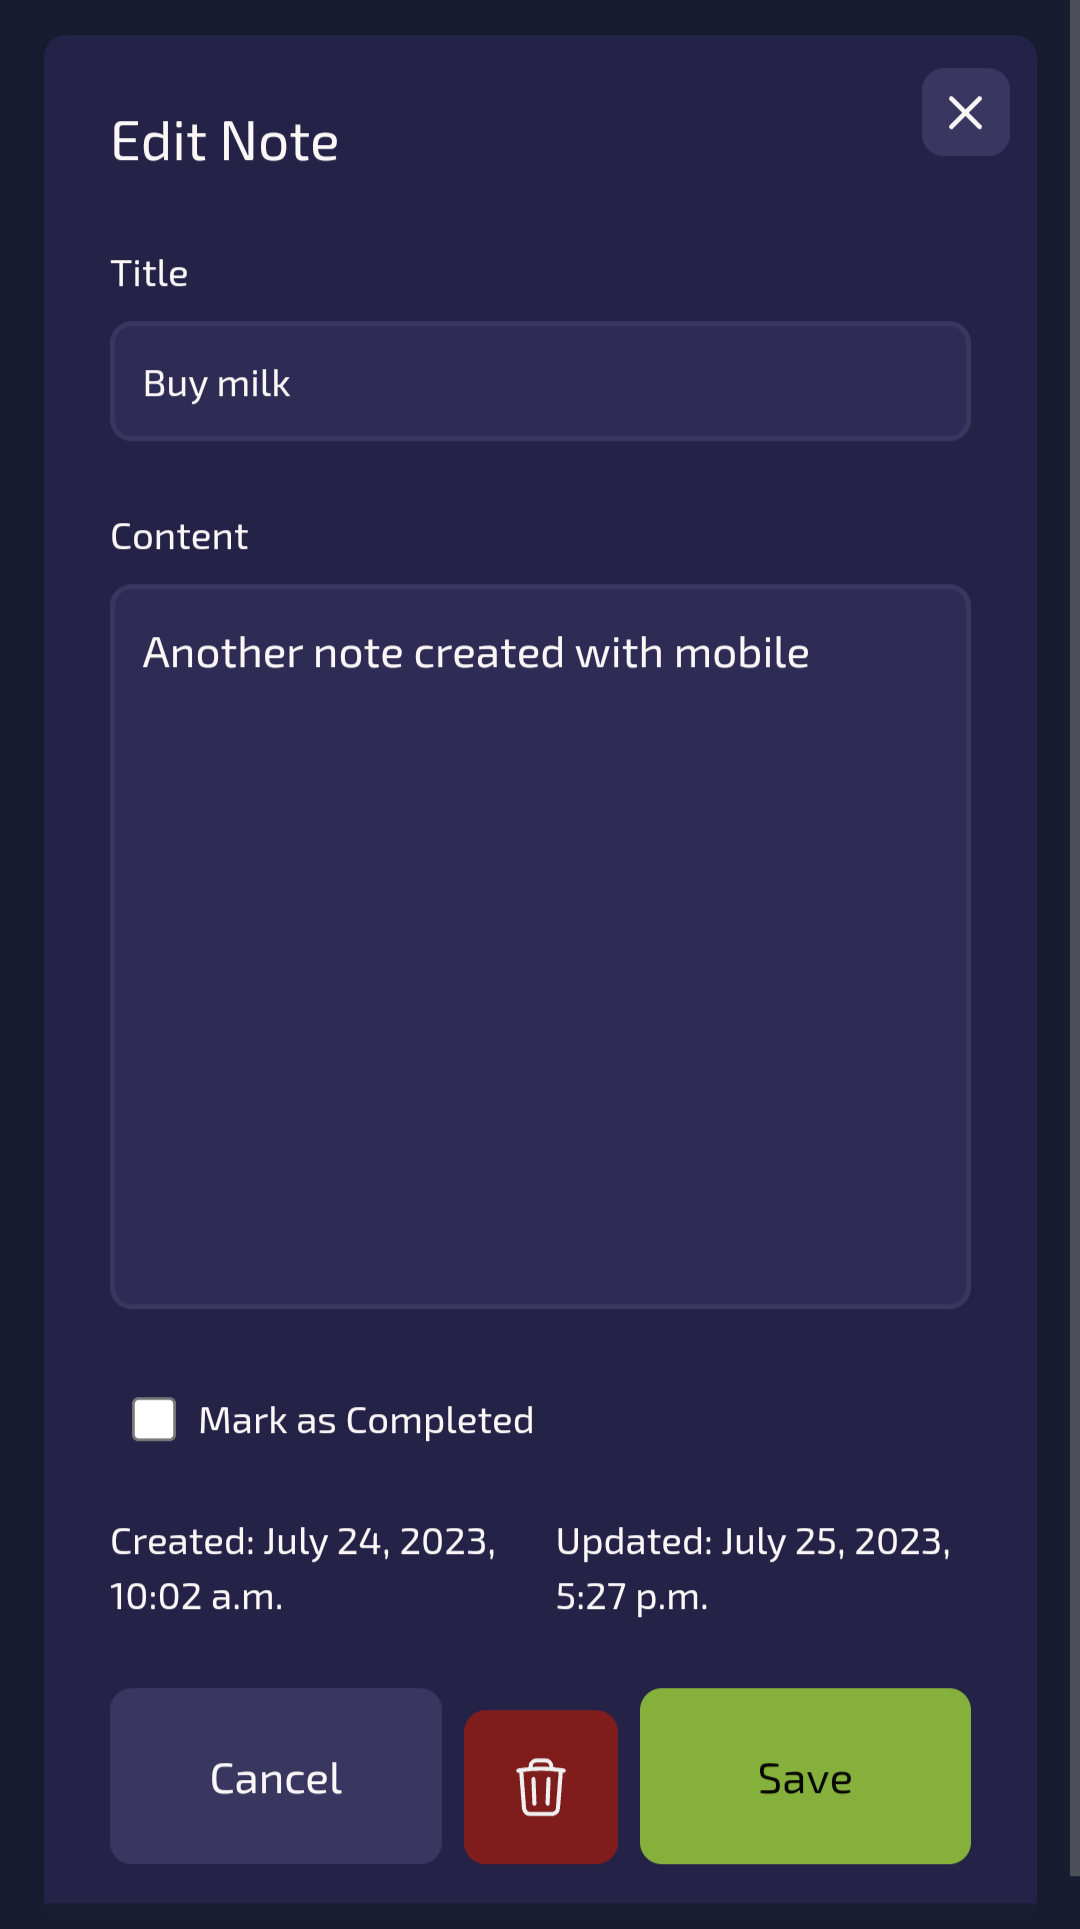 Edit Note
Title
Buy milk
Content
Another note created with mobile
Mark as Completed
Created: July 24, 2023,
10:02 a.m.
Updated: July 25, 2023,
5:27 p.m.
Cancel
Save